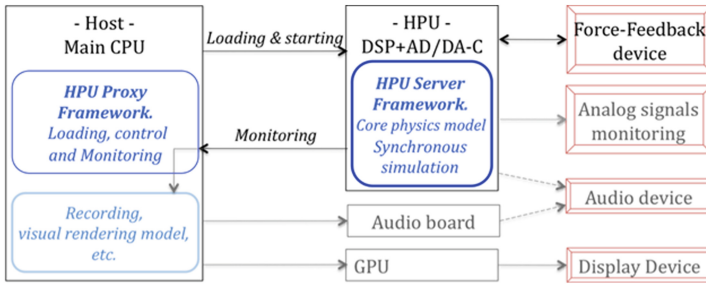 - Host -
Main CPU
HPU Proxy
Framework.
Loading, control
and Monitoring
Recording,
visual rendering model,
etc.
Loading & starting
Monitoring
- HPU -
DSP+AD/DA-C
HPU Server
Framework.
Core physics model
Synchronous
simulation
Audio board
GPU
Force-Feedback
device
Analog signals
monitoring
Audio device
Display Device